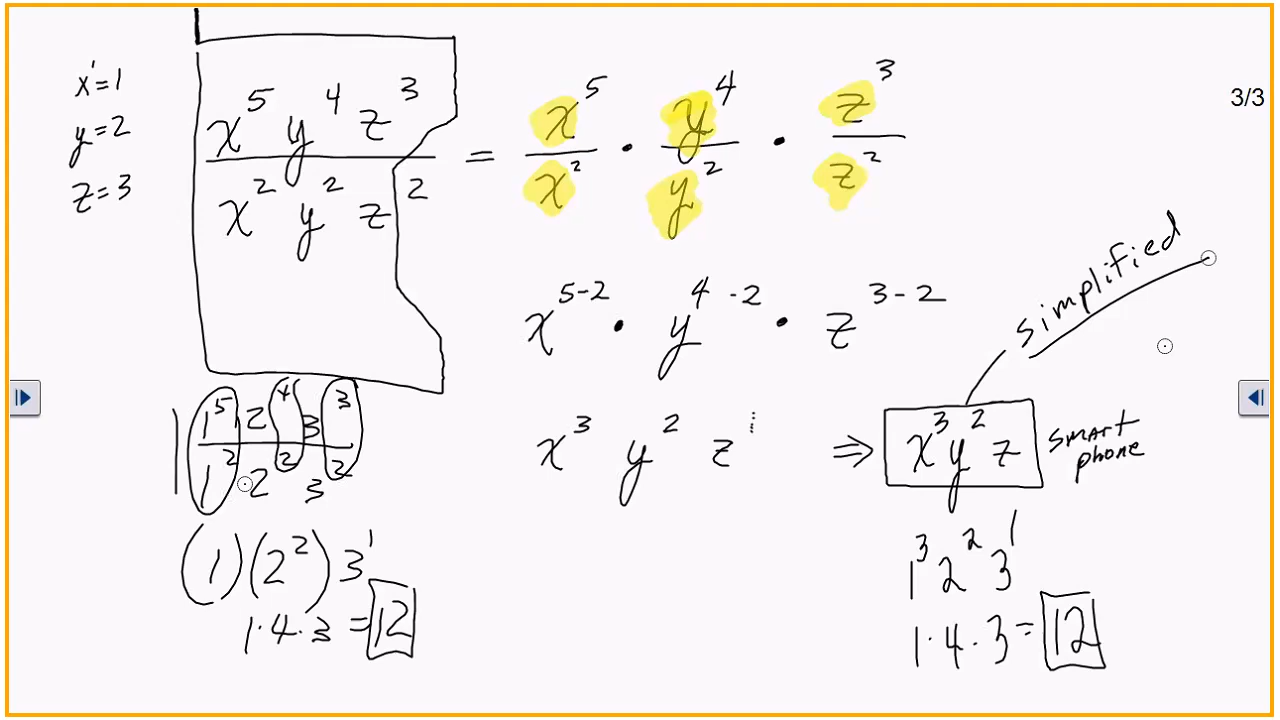 x'=1
y=2
z=3
x^5 y^4 z^3 / x^2 y^2 z^2 = x^5/x^2 · y^4/y^2 · z^3/z^2
3/3
x^(5-2) · y^(4-2) · z^(3-2)
simplified
x^3 y^2 z^1 ⇒ x^3 y^2 z
smart
phone
1^5 2^4 3^3 / 1^2 2^2 3^2
(1)(2^2) 3^1
1·4·3 = 12
1^3 2^2 3^1
1·4·3 = 12